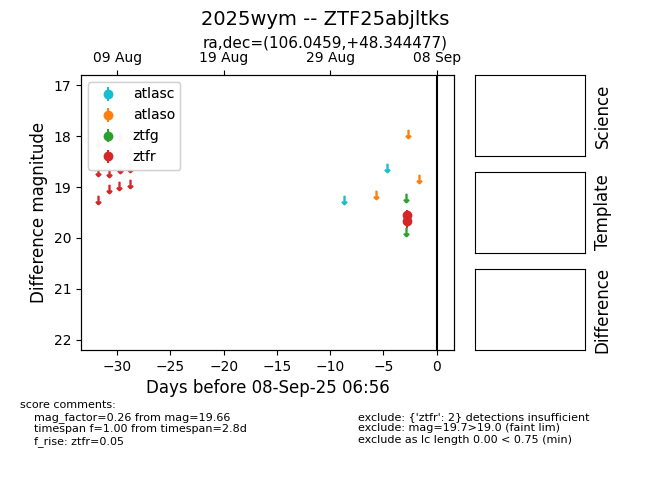 2025wym -- ZTF25abjltks
ra,dec=(106.0459,+48.344477)
09 Aug
19 Aug
29 Aug
08 Sep
atlasc
atlaso
ztfg
ztfr
17
18
19
20
21
22
Difference magnitude
−30
−25
−20
−15
−10
−5
0
Days before 08-Sep-25 06:56
Science
Template
Difference
score comments:
mag_factor=0.26 from mag=19.66
timespan f=1.00 from timespan=2.8d
f_rise: ztfr=0.05
exclude: {'ztfr': 2} detections insufficient
exclude: mag=19.7>19.0 (faint lim)
exclude as lc length 0.00 < 0.75 (min)